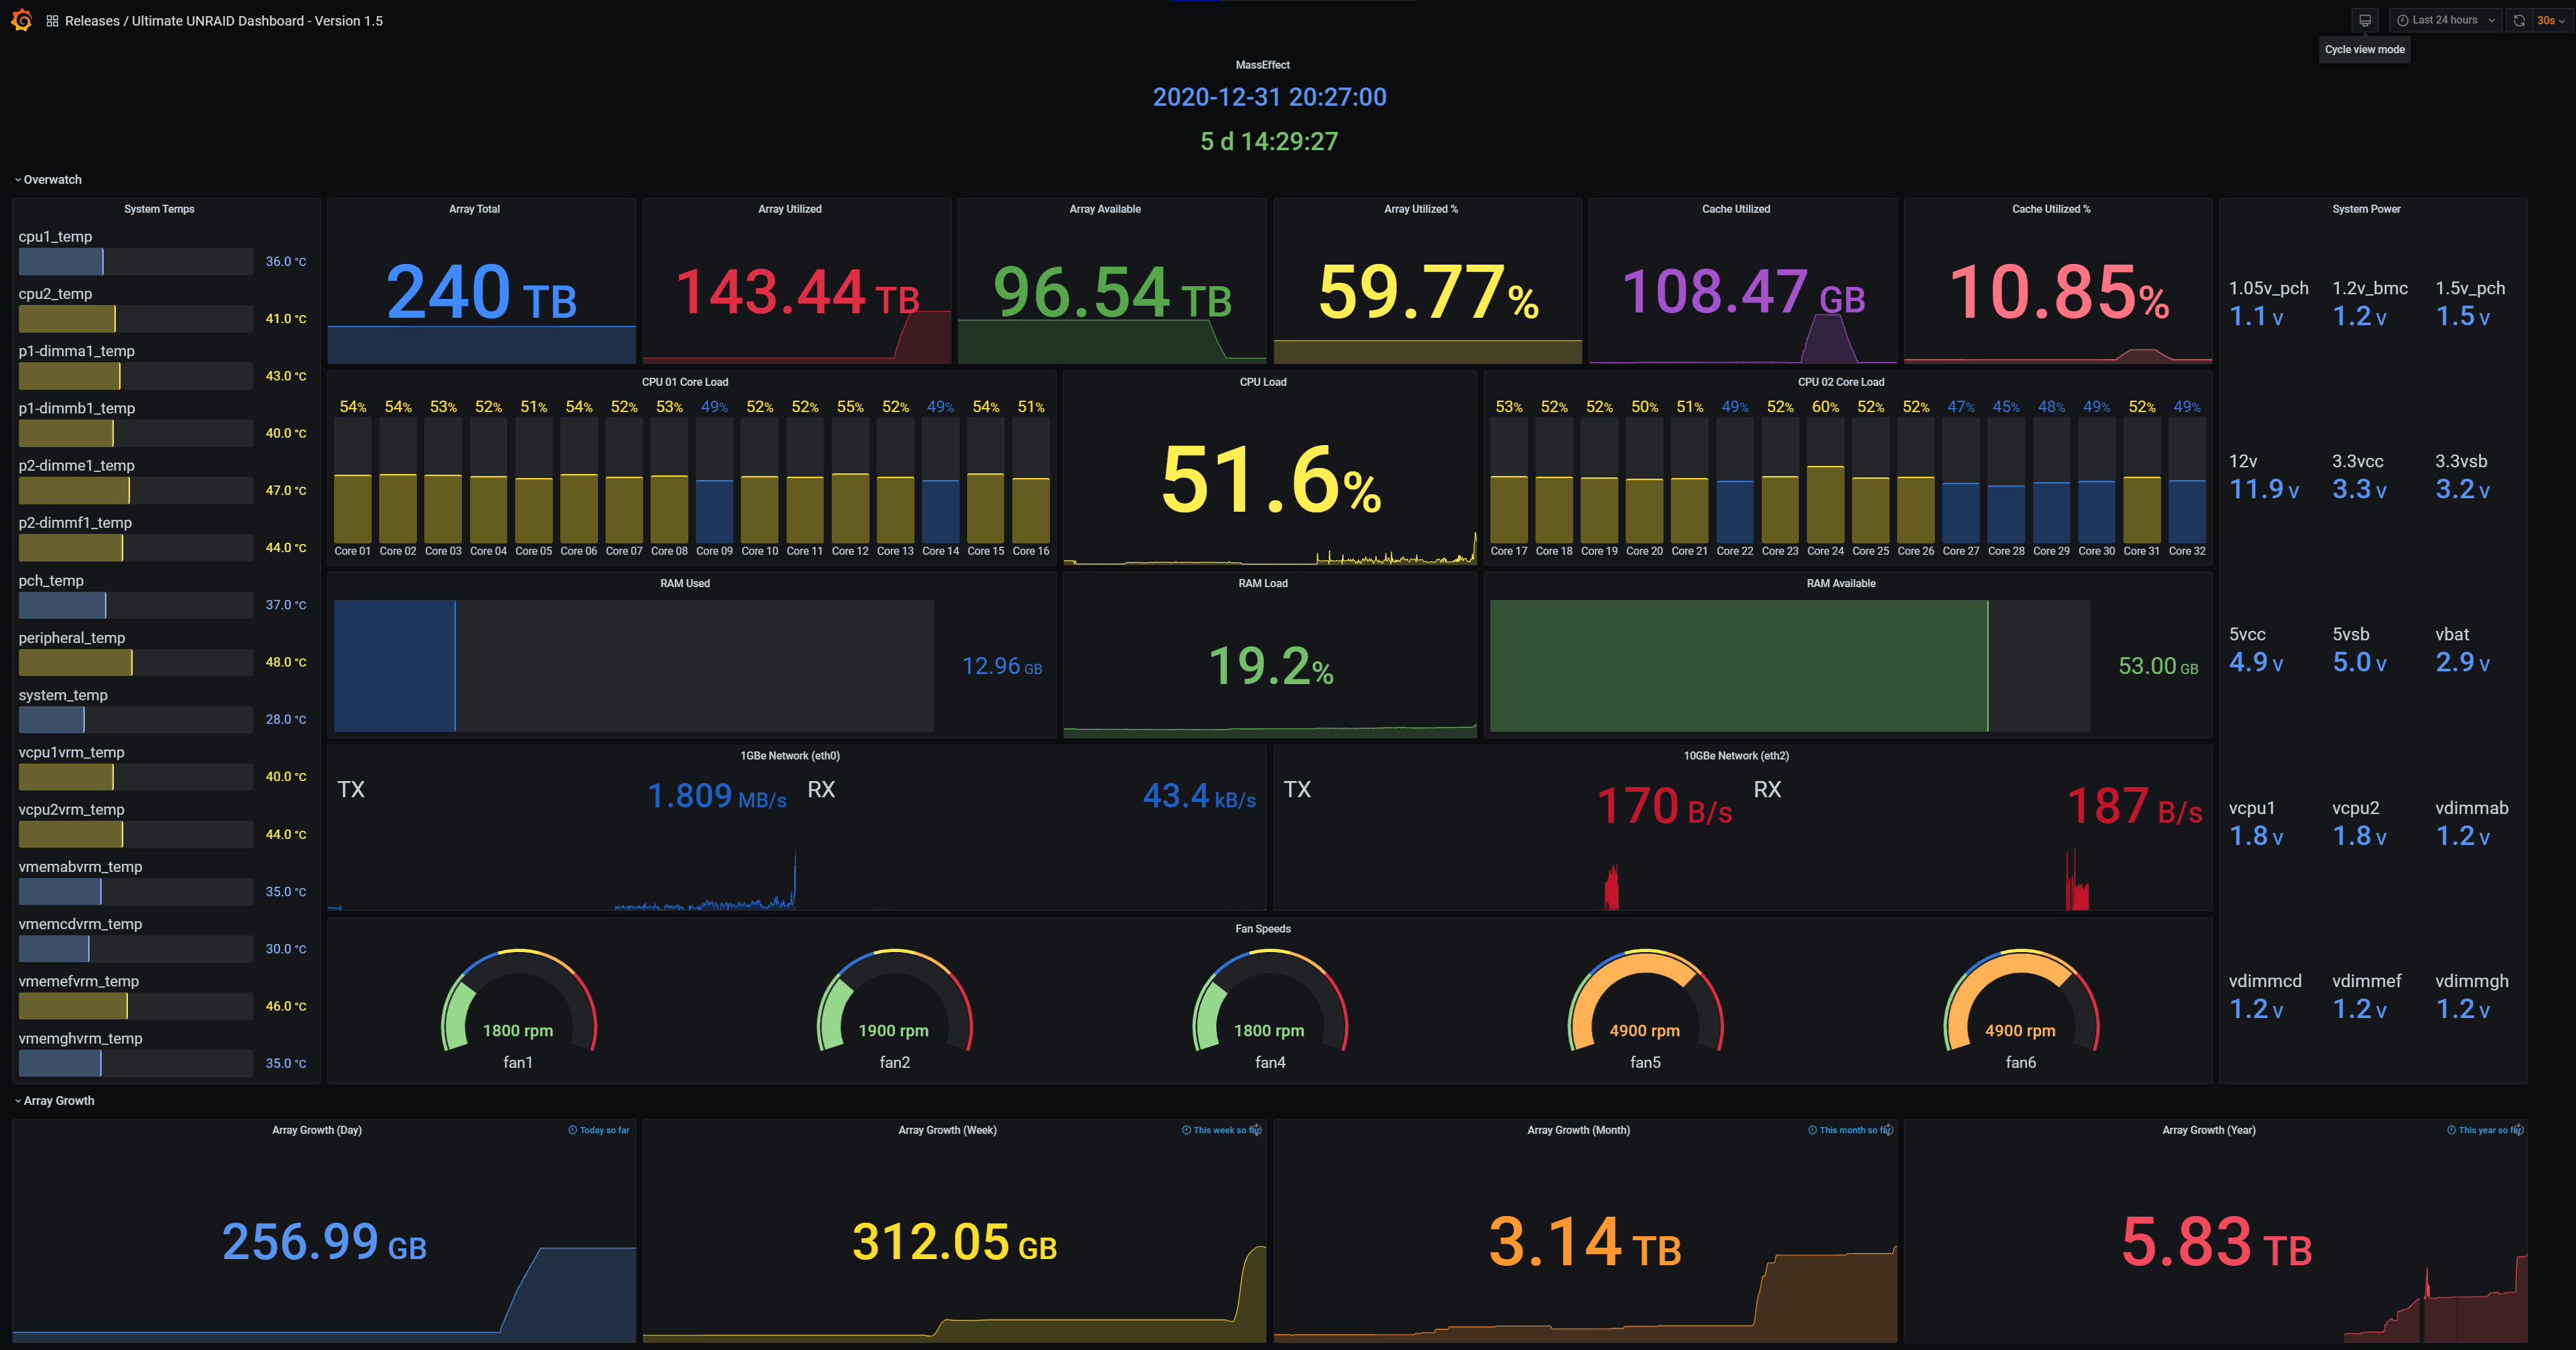 Releases / Ultimate UNRAID Dashboard - Version 1.5
Last 24 hours
30s
Cycle view mode
MassEffect
2020-12-31 20:27:00
5 d 14:29:27
Overwatch
System Temps
cpu1_temp
36.0 °C
cpu2_temp
41.0 °C
p1-dimma1_temp
43.0 °C
p1-dimmb1_temp
40.0 °C
p2-dimme1_temp
47.0 °C
p2-dimmf1_temp
44.0 °C
pch_temp
37.0 °C
peripheral_temp
48.0 °C
system_temp
28.0 °C
vcpu1vrm_temp
40.0 °C
vcpu2vrm_temp
44.0 °C
vmemabvrm_temp
35.0 °C
vmemcdvrm_temp
30.0 °C
vmemefvrm_temp
46.0 °C
vmemghvrm_temp
35.0 °C
Array Total
240 TB
Array Utilized
143.44 TB
Array Available
96.54 TB
Array Utilized %
59.77%
Cache Utilized
108.47 GB
Cache Utilized %
10.85%
CPU 01 Core Load
54% 54% 53% 52% 51% 54% 52% 53% 49% 52% 52% 55% 52% 49% 54% 51%
Core 01 Core 02 Core 03 Core 04 Core 05 Core 06 Core 07 Core 08 Core 09 Core 10 Core 11 Core 12 Core 13 Core 14 Core 15 Core 16
CPU Load
51.6%
CPU 02 Core Load
53% 52% 52% 50% 51% 49% 52% 60% 52% 52% 47% 45% 48% 49% 52% 49%
Core 17 Core 18 Core 19 Core 20 Core 21 Core 22 Core 23 Core 24 Core 25 Core 26 Core 27 Core 28 Core 29 Core 30 Core 31 Core 32
RAM Used
12.96 GB
RAM Load
19.2%
RAM Available
53.00 GB
1GBe Network (eth0)
TX
1.809 MB/s
RX
43.4 kB/s
10GBe Network (eth2)
TX
170 B/s
RX
187 B/s
Fan Speeds
1800 rpm
fan1
1900 rpm
fan2
1800 rpm
fan4
4900 rpm
fan5
4900 rpm
fan6
System Power
1.05v_pch 1.2v_bmc 1.5v_pch
1.1 V 1.2 V 1.5 V
12v 3.3vcc 3.3vsb
11.9 V 3.3 V 3.2 V
5vcc 5vsb vbat
4.9 V 5.0 V 2.9 V
vcpu1 vcpu2 vdimmab
1.8 V 1.8 V 1.2 V
vdimmcd vdimmef vdimmgh
1.2 V 1.2 V 1.2 V
Array Growth
Array Growth (Day)
Today so far
256.99 GB
Array Growth (Week)
This week so far
312.05 GB
Array Growth (Month)
This month so far
3.14 TB
Array Growth (Year)
This year so far
5.83 TB